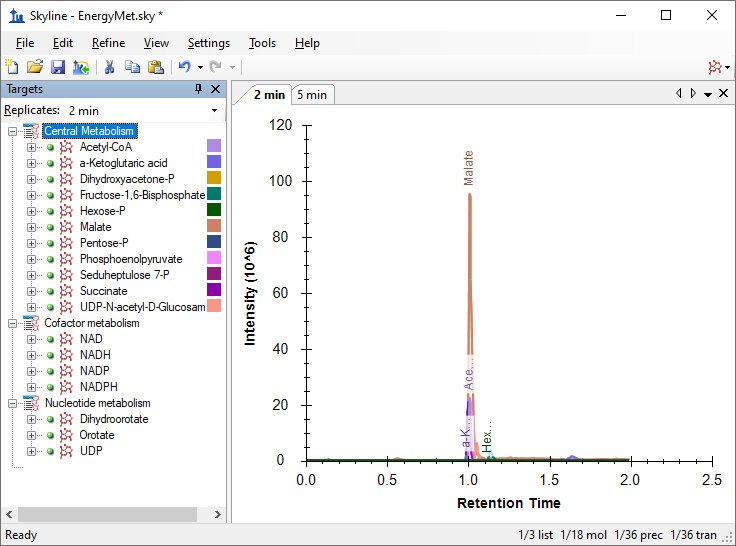 Skyline - EnergyMet.sky *
File Edit Refine View Settings Tools Help
Targets
Replicates: 2 min
Central Metabolism
Acetyl-CoA
a-Ketoglutaric acid
Dihydroxyacetone-P
Fructose-1,6-Bisphosphate
Hexose-P
Malate
Pentose-P
Phosphoenolpyruvate
Seduheptulose 7-P
Succinate
UDP-N-acetyl-D-Glucosam
Cofactor metabolism
NAD
NADH
NADP
NADPH
Nucleotide metabolism
Dihydroorotate
Orotate
UDP
2 min 5 min
Intensity (10^6)
120
100
80
60
40
20
0
Malate
Ace...
a-K...
Hex...
0.0 0.5 1.0 1.5 2.0 2.5
Retention Time
Ready 1/3 list 1/18 mol 1/36 prec 1/36 tran